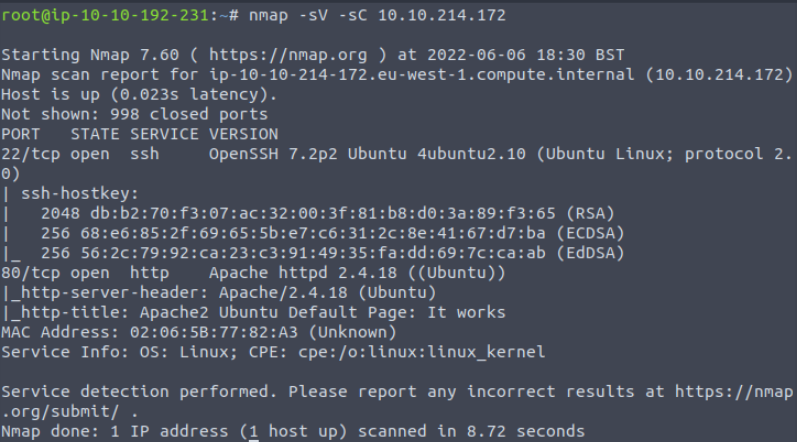 root@ip-10-10-192-231:~# nmap -sV -sC 10.10.214.172
Starting Nmap 7.60 ( https://nmap.org ) at 2022-06-06 18:30 BST
Nmap scan report for ip-10-10-214-172.eu-west-1.compute.internal (10.10.214.172)
Host is up (0.023s latency).
Not shown: 998 closed ports
PORT   STATE SERVICE VERSION
22/tcp open  ssh     OpenSSH 7.2p2 Ubuntu 4ubuntu2.10 (Ubuntu Linux; protocol 2.
0)
| ssh-hostkey:
|   2048 db:b2:70:f3:07:ac:32:00:3f:81:b8:d0:3a:89:f3:65 (RSA)
|   256 68:e6:85:2f:69:65:5b:e7:c6:31:2c:8e:41:67:d7:ba (ECDSA)
|_  256 56:2c:79:92:ca:23:c3:91:49:35:fa:dd:69:7c:ca:ab (EdDSA)
80/tcp open  http    Apache httpd 2.4.18 ((Ubuntu))
|_http-server-header: Apache/2.4.18 (Ubuntu)
|_http-title: Apache2 Ubuntu Default Page: It works
MAC Address: 02:06:5B:77:82:A3 (Unknown)
Service Info: OS: Linux; CPE: cpe:/o:linux:linux_kernel
Service detection performed. Please report any incorrect results at https://nmap
.org/submit/ .
Nmap done: 1 IP address (1 host up) scanned in 8.72 seconds